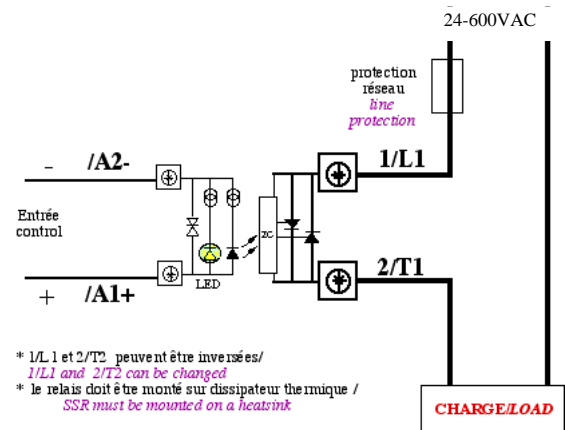 24-600VAC
protection
réseau
line
protection
1/L1
- /A2-
Entrée
control
ZC
LED
2/T1
+ /A1+
* 1/L1 et 2/T2 peuvent être inversées/
1/L1 and 2/T2 can be changed
* le relais doit être monté sur dissipateur thermique /
SSR must be mounted on a heatsink
CHARGE/LOAD